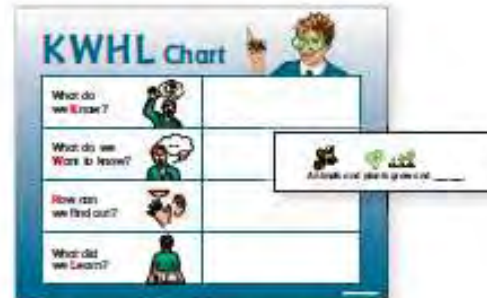 KWHL Chart
What do
we Know?
What do we
Want to know?
How can
we find out?
What did
we Learn?
Animals and plants grow and ______